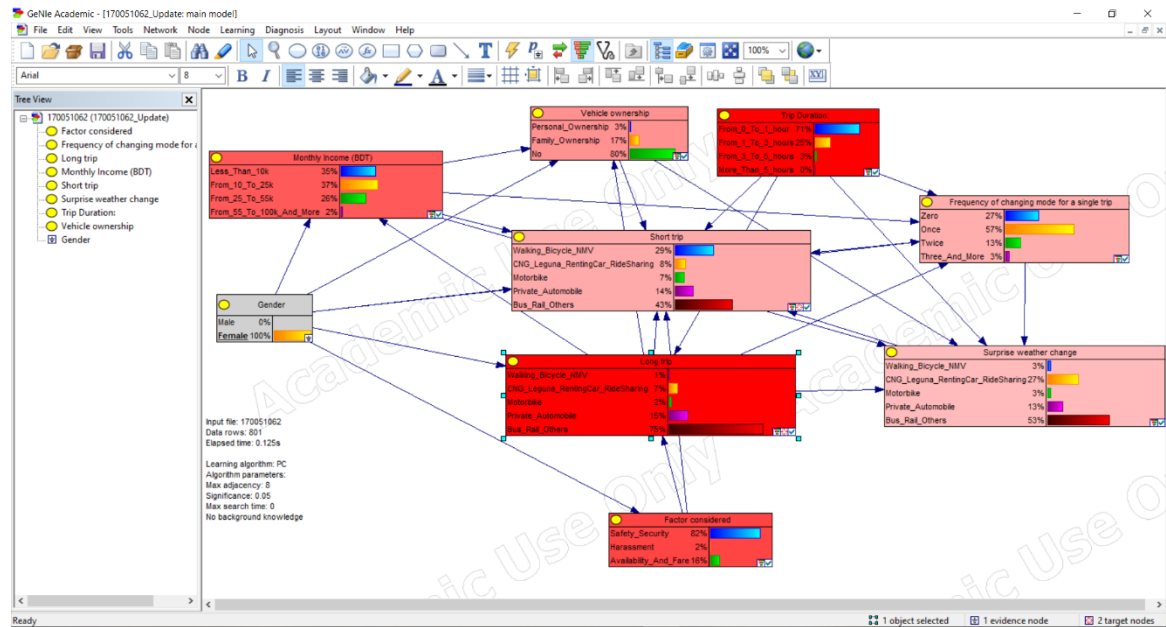 GeNIe Academic - [170051062_Update: main model]
File Edit View Tools Network Node Learning Diagnosis Layout Window Help
100%
Arial 8 B I A
Tree View
170051062 (170051062_Update)
Factor considered
Frequency of changing mode for a
Long trip
Monthly Income (BDT)
Short trip
Surprise weather change
Trip Duration:
Vehicle ownership
Gender
Vehicle ownership
Personal_Ownership 3%
Family_Ownership 17%
No 80%
Trip Duration:
From_0_To_1_hour 71%
From_1_To_3_hours 25%
From_3_To_5_hours 3%
More_Than_5_hours 0%
Monthly Income (BDT)
Less_Than_10k 35%
From_10_To_25k 37%
From_25_To_55k 26%
From_55_To_100k_And_More 2%
Frequency of changing mode for a single trip
Zero 27%
Once 57%
Twice 13%
Three_And_More 3%
Short trip
Walking_Bicycle_NMV 29%
CNG_Leguna_RentingCar_RideSharing 8%
Motorbike 7%
Private_Automobile 14%
Bus_Rail_Others 43%
Gender
Male 0%
Female 100%
Long trip
Walking_Bicycle_NMV 1%
CNG_Leguna_RentingCar_RideSharing 7%
Motorbike 2%
Private_Automobile 15%
Bus_Rail_Others 75%
Surprise weather change
Walking_Bicycle_NMV 3%
CNG_Leguna_RentingCar_RideSharing 27%
Motorbike 3%
Private_Automobile 13%
Bus_Rail_Others 53%
Input file: 170051062
Data rows: 801
Elapsed time: 0.125s
Learning algorithm: PC
Algorithm parameters:
Max adjacency: 8
Significance: 0.05
Max search time: 0
No background knowledge
Factor considered
Safety_Security 82%
Harassment 2%
Availability_And_Fare 16%
Academic Use Only
Ready
1 object selected
1 evidence node
2 target nodes